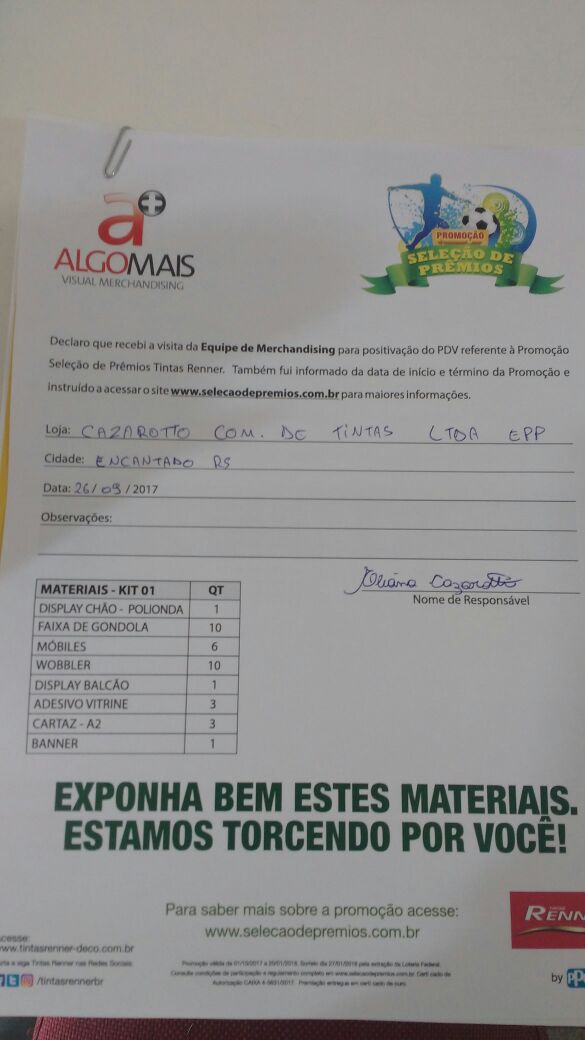 a+
ALGOMAIS
VISUAL MERCHANDISING
PROMOÇÃO
SELEÇÃO DE
PRÊMIOS
Declaro que recebi a visita da Equipe de Merchandising para positivação do PDV referente à Promoção
Seleção de Prêmios Tintas Renner. Também fui informado da data de início e término da Promoção e
instruído a acessar o site www.selecaodepremios.com.br para maiores informações.
Loja: CAZAROTTO COM. DE TINTAS LTDA EPP
Cidade: ENCANTADO RS
Data: 26/09/2017
Observações:
Cazarotto
Nome de Responsável
MATERIAIS - KIT 01 QT
DISPLAY CHÃO - POLIONDA 1
FAIXA DE GONDOLA 10
MÓBILES 6
WOBBLER 10
DISPLAY BALCÃO 1
ADESIVO VITRINE 3
CARTAZ - A2 3
BANNER 1
EXPONHA BEM ESTES MATERIAIS.
ESTAMOS TORCENDO POR VOCÊ!
Para saber mais sobre a promoção acesse:
www.selecaodepremios.com.br
RENN
cesse:
ww.tintasrenner-deco.com.br
rta e siga Tintas Renner nas Redes Sociais.
/tintasrennerbr
Promoção válida de 01/10/2017 a 20/01/2018. Sorteio dia 27/01/2018 pela extração da Loteria Federal.
Consulte condições de participação e regulamento completo em www.selecaodepremios.com.br. Certificado de
Autorização CAIXA Premiação entregue em certificado de ouro.
by PPG